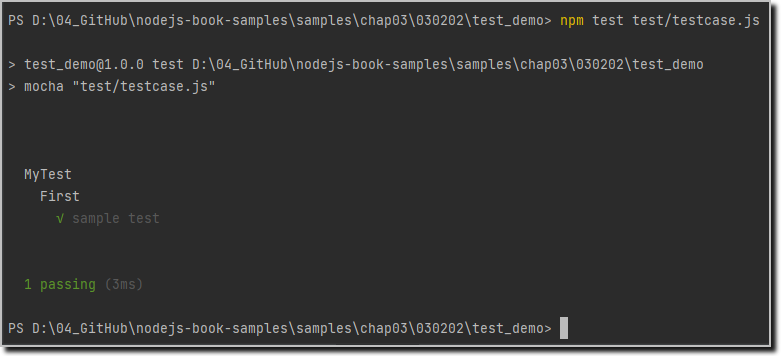 PS D:\04_GitHub\nodejs-book-samples\samples\chap03\030202\test_demo> npm test test/testcase.js
> test_demo@1.0.0 test D:\04_GitHub\nodejs-book-samples\samples\chap03\030202\test_demo
> mocha "test/testcase.js"
MyTest
First
√ sample test
1 passing (3ms)
PS D:\04_GitHub\nodejs-book-samples\samples\chap03\030202\test_demo>